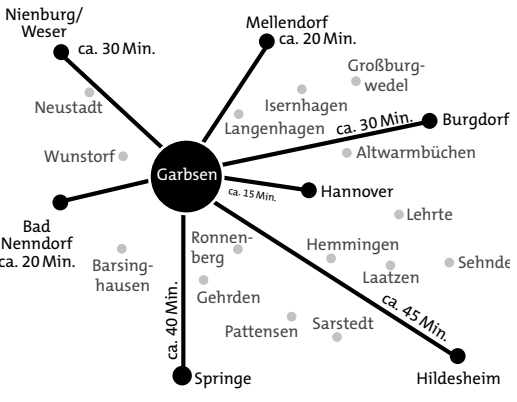 Nienburg/
Weser
ca. 30 Min.
Mellendorf
ca. 20 Min.
Großburg-
wedel
Neustadt
Isernhagen
Langenhagen
ca. 30 Min.
Burgdorf
Wunstorf
Altwarmbüchen
Garbsen
ca. 15 Min.
Hannover
Bad
Nenndorf
ca. 20 Min.
Lehrte
Ronnen-
berg
Hemmingen
Barsing-
hausen
Laatzen
Sehnde
Gehrden
ca. 40 Min.
ca. 45 Min.
Pattensen
Sarstedt
Springe
Hildesheim